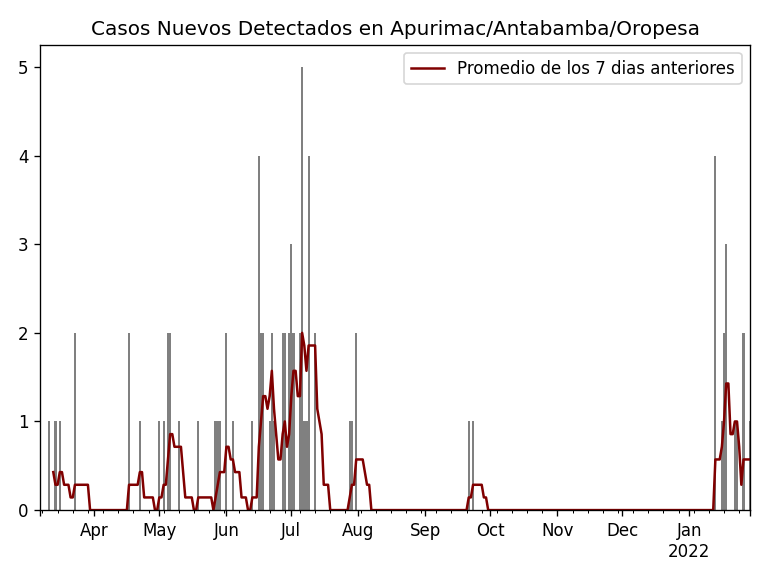 Casos Nuevos Detectados en Apurimac/Antabamba/Oropesa
Promedio de los 7 dias anteriores
5
4
3
2
1
0
Apr May Jun Jul Aug Sep Oct Nov Dec Jan
2022